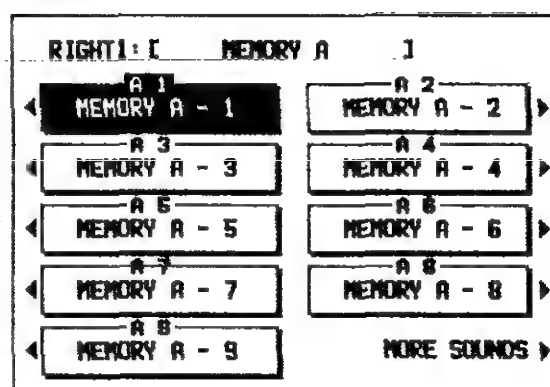 RIGHT1: [ MEMORY A ]
A 1
MEMORY A - 1
A 2
MEMORY A - 2
A 3
MEMORY A - 3
A 4
MEMORY A - 4
A 5
MEMORY A - 5
A 6
MEMORY A - 6
A 7
MEMORY A - 7
A 8
MEMORY A - 8
A 9
MEMORY A - 9
MORE SOUNDS